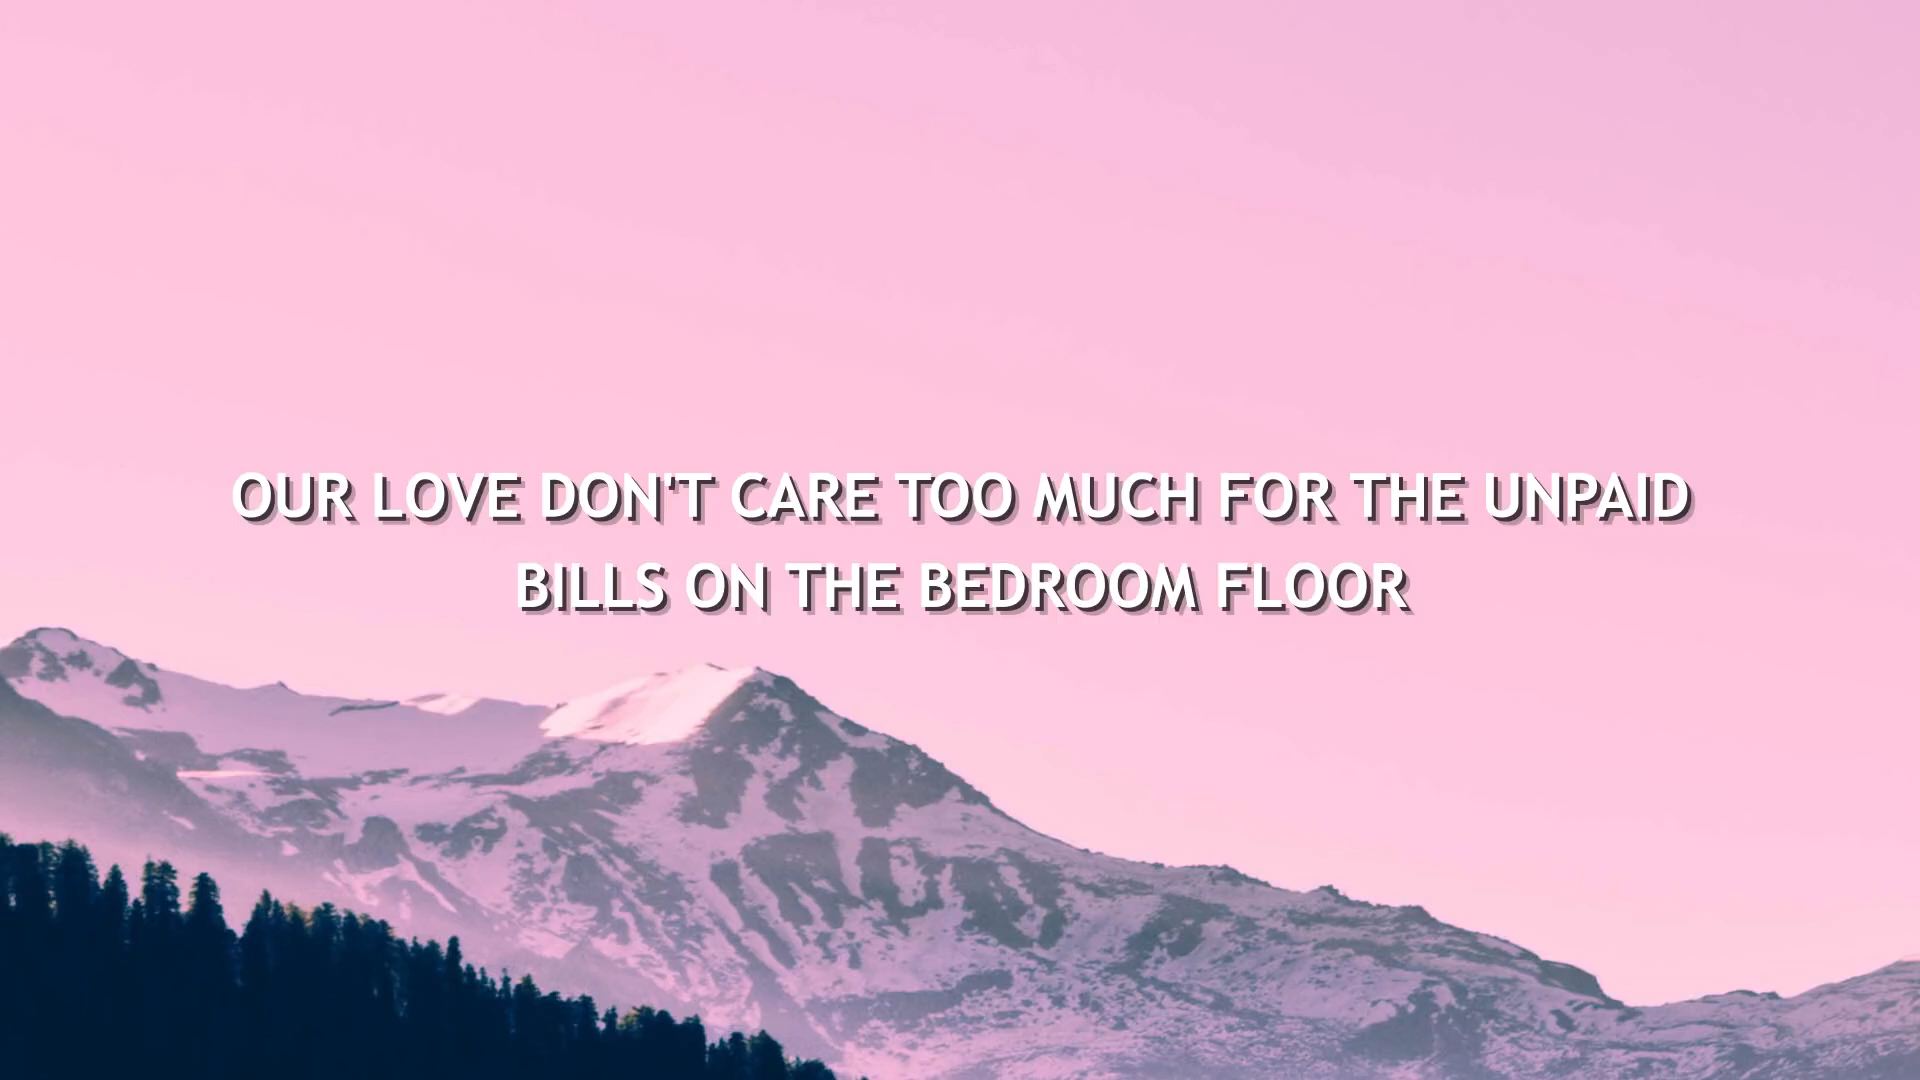 OUR LOVE DON'T CARE TOO MUCH FOR THE UNPAID
BILLS ON THE BEDROOM FLOOR